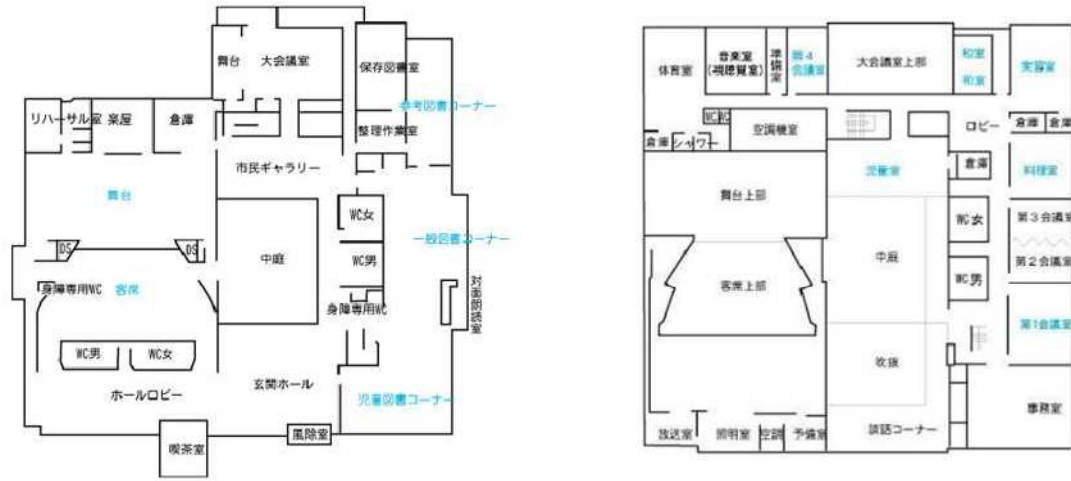 舞台
大会議室
保存図書室
参考図書コーナー
整理作業室
リハーサル室
楽屋
倉庫
市民ギャラリー
舞台
WC女
一般図書コーナー
DS
DS
中庭
WC男
対面朗読室
身障専用WC
客席
身障専用WC
WC男
WC女
ホールロビー
玄関ホール
児童図書コーナー
風除室
喫茶室
体育室
音楽室
(視聴覚室)
準備室
第4
会議室
大会議室上部
和室
和室
実習室
WC
WC
空調機室
ロビー
倉庫
倉庫
倉庫
シャワー
児童室
倉庫
料理室
舞台上部
WC女
第3会議室
中庭
第2会議室
WC男
客席上部
第1会議室
吹抜
事務室
放送室
照明室
空調
予備室
談話コーナー